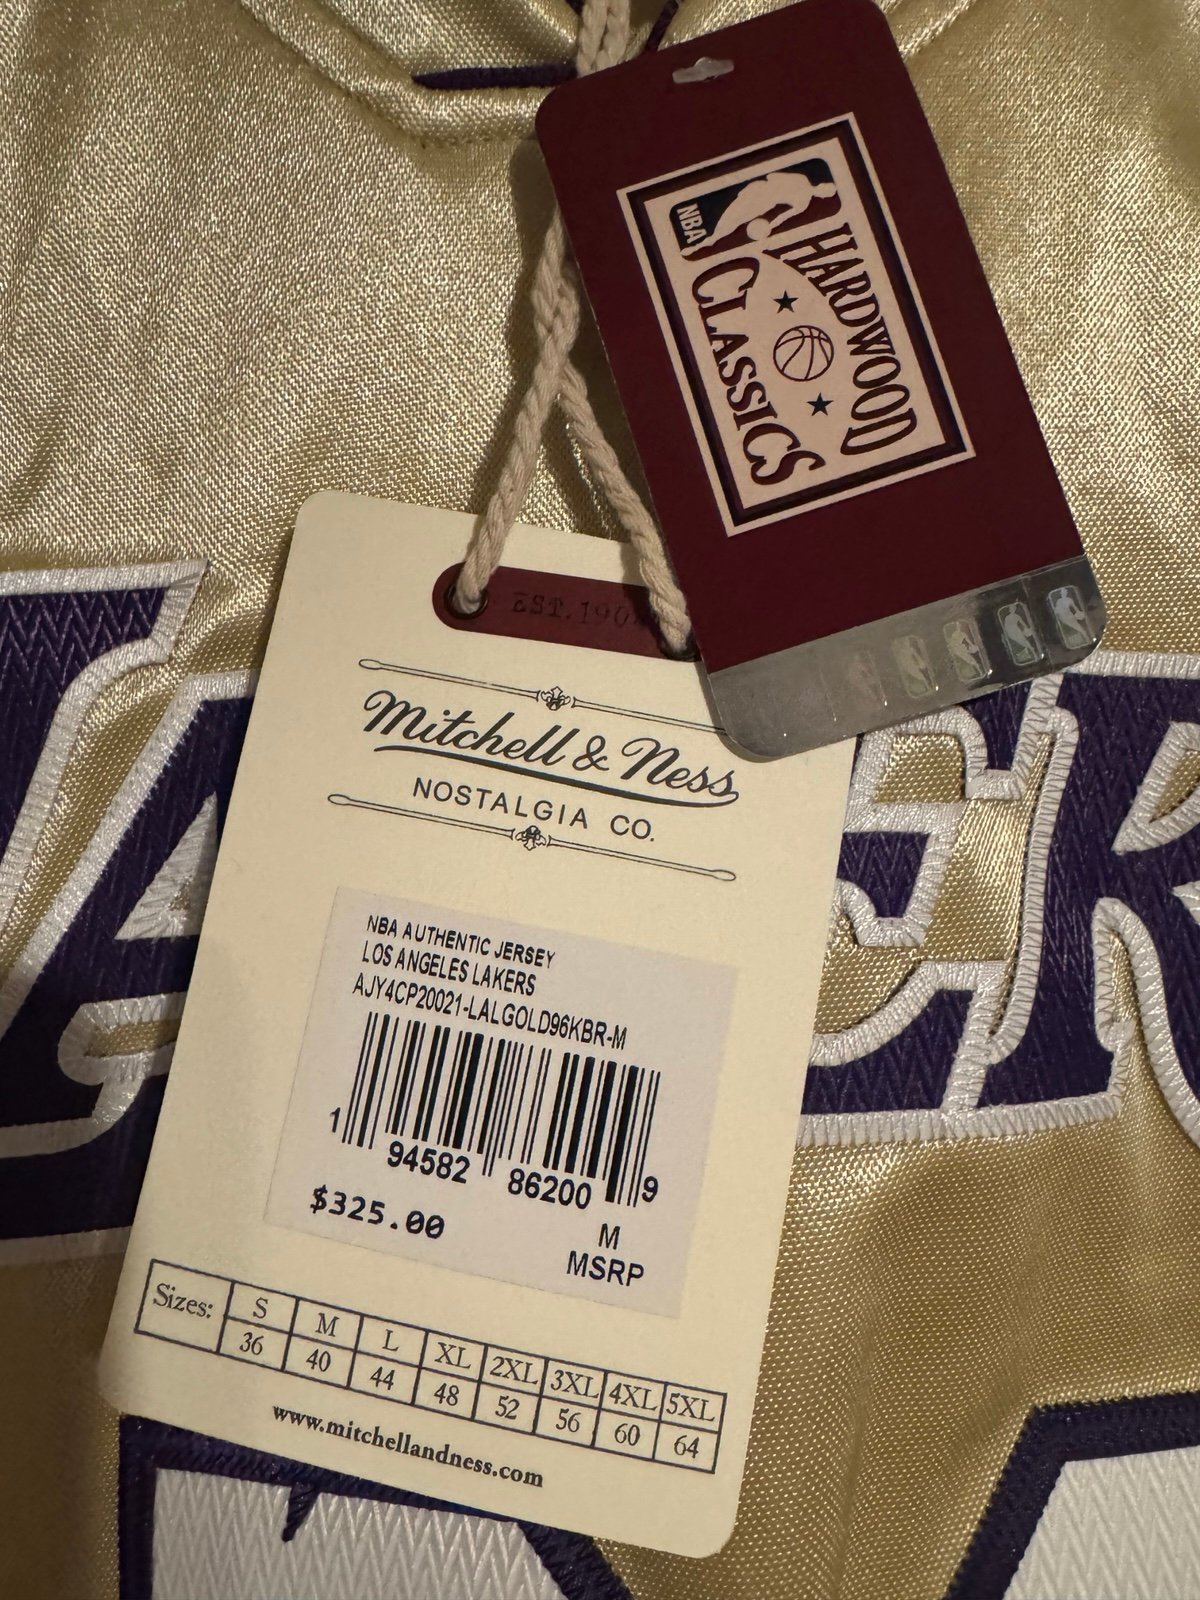 NBA
HARDWOOD
CLASSICS
EST. 190
Mitchell & Ness
NOSTALGIA CO.
NBA AUTHENTIC JERSEY
LOS ANGELES LAKERS
AJY4CP20021-LALGOLD96KBR-M
1 94582 86200 9
$325.00
M
MSRP
Sizes: S M L XL 2XL 3XL 4XL 5XL
36 40 44 48 52 56 60 64
www.mitchellandness.com